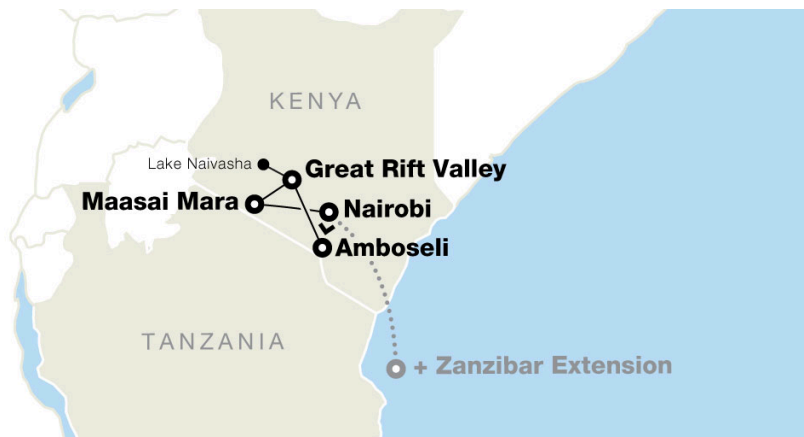 KENYA
Lake Naivasha
Great Rift Valley
Maasai Mara
Nairobi
Amboseli
TANZANIA
+ Zanzibar Extension